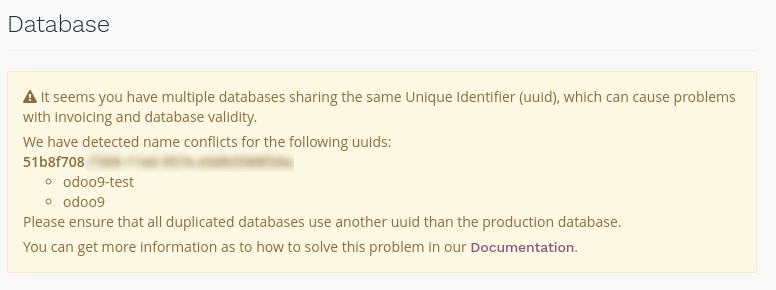 Database
It seems you have multiple databases sharing the same Unique Identifier (uuid), which can cause problems
with invoicing and database validity.
We have detected name conflicts for the following uuids:
51b8f708
odoo9-test
odoo9
Please ensure that all duplicated databases use another uuid than the production database.
You can get more information as to how to solve this problem in our Documentation.